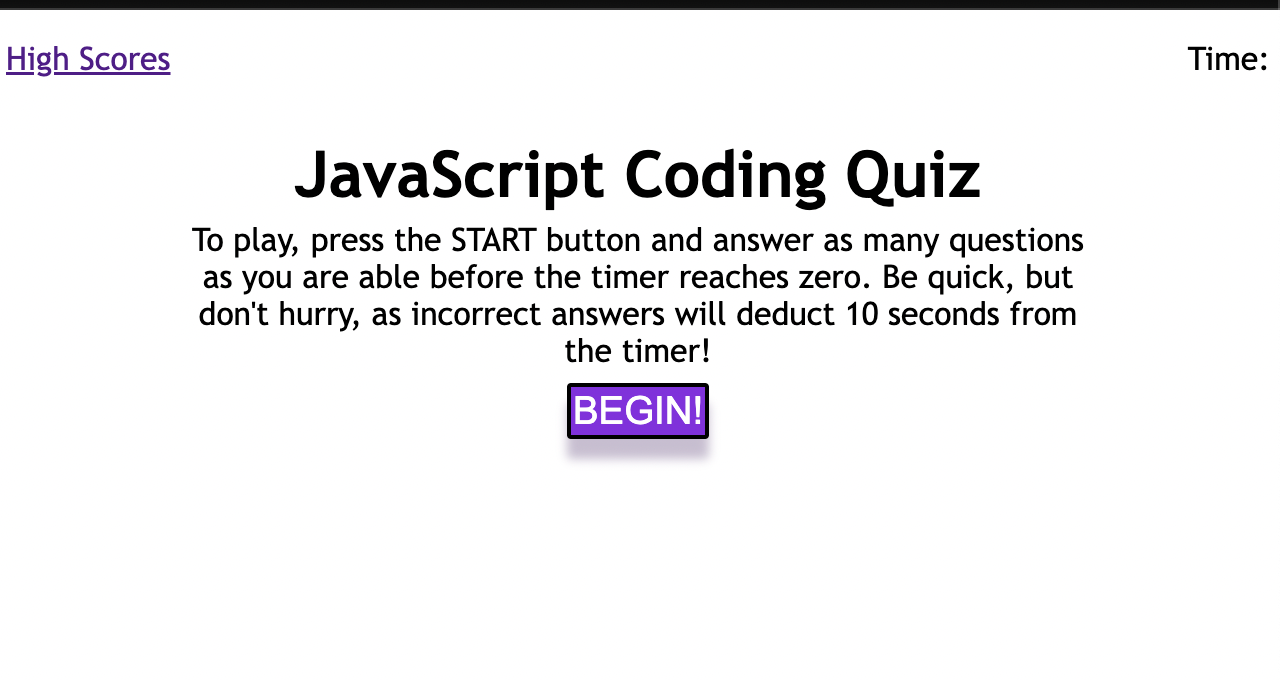 High Scores
Time:
JavaScript Coding Quiz
To play, press the START button and answer as many questions
as you are able before the timer reaches zero. Be quick, but
don't hurry, as incorrect answers will deduct 10 seconds from
the timer!
BEGIN!